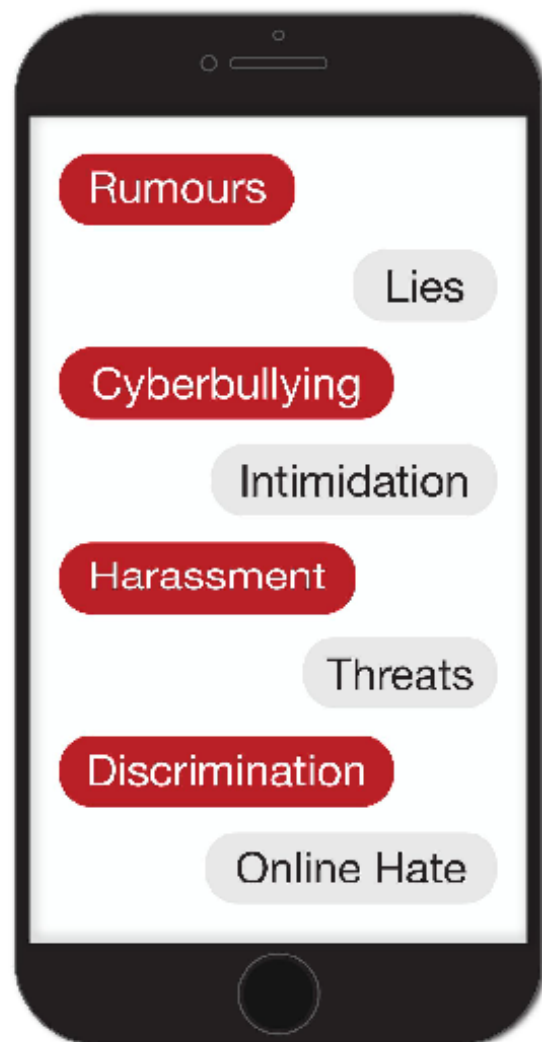 Rumours
Lies
Cyberbullying
Intimidation
Harassment
Threats
Discrimination
Online Hate